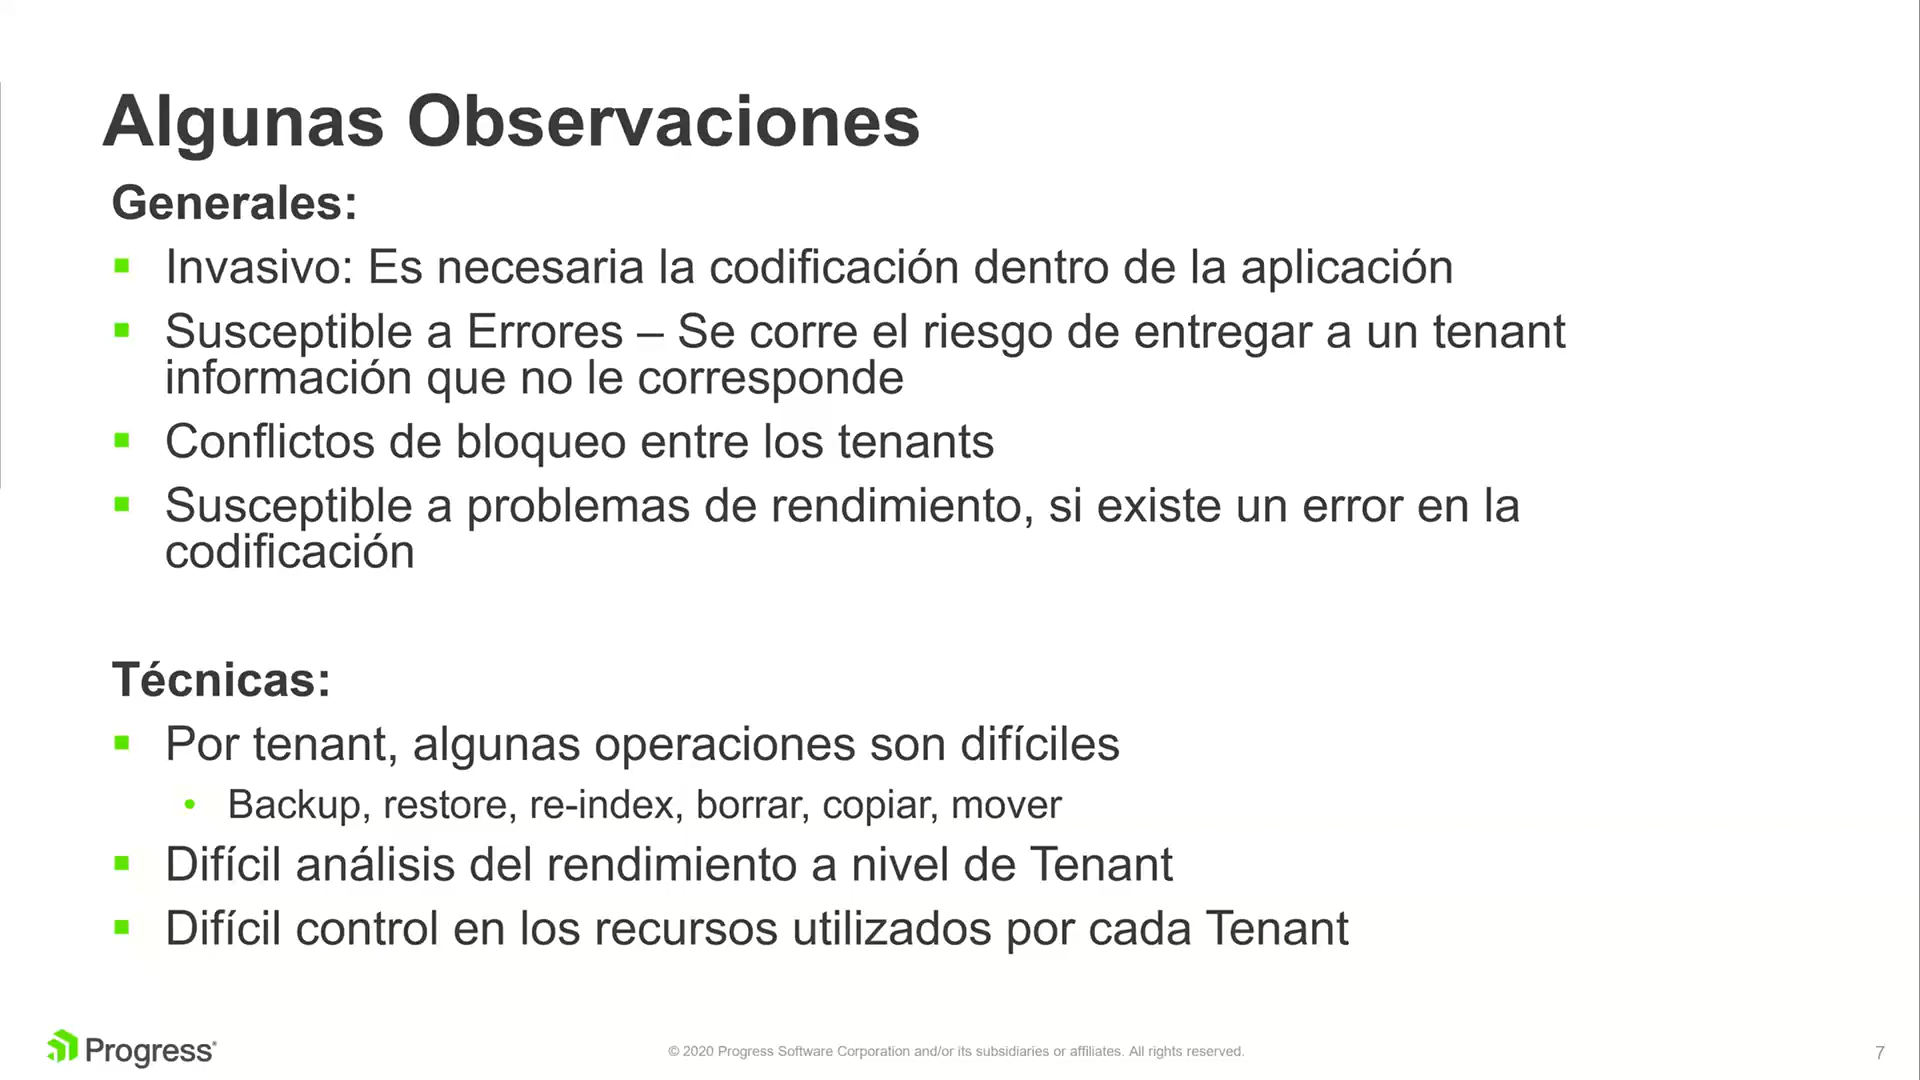 Algunas Observaciones
Generales:
Invasivo: Es necesaria la codificación dentro de la aplicación
Susceptible a Errores – Se corre el riesgo de entregar a un tenant
información que no le corresponde
Conflictos de bloqueo entre los tenants
Susceptible a problemas de rendimiento, si existe un error en la
codificación
Técnicas:
Por tenant, algunas operaciones son difíciles
Backup, restore, re-index, borrar, copiar, mover
Difícil análisis del rendimiento a nivel de Tenant
Difícil control en los recursos utilizados por cada Tenant
Progress
© 2020 Progress Software Corporation and/or its subsidiaries or affiliates. All rights reserved.
7